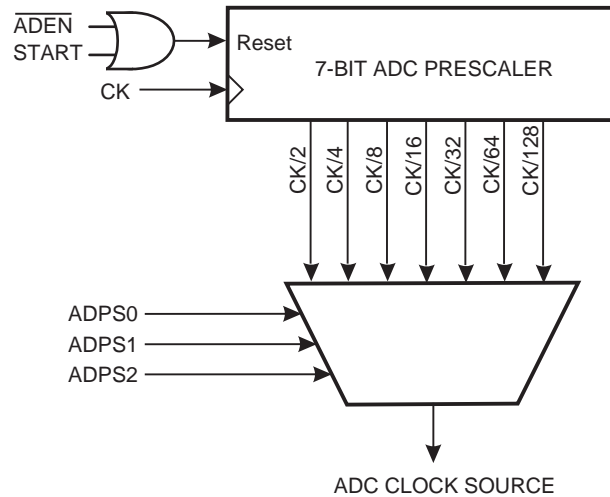 ADEN
START
Reset
CK
7-BIT ADC PRESCALER
CK/2
CK/4
CK/8
CK/16
CK/32
CK/64
CK/128
ADPS0
ADPS1
ADPS2
ADC CLOCK SOURCE